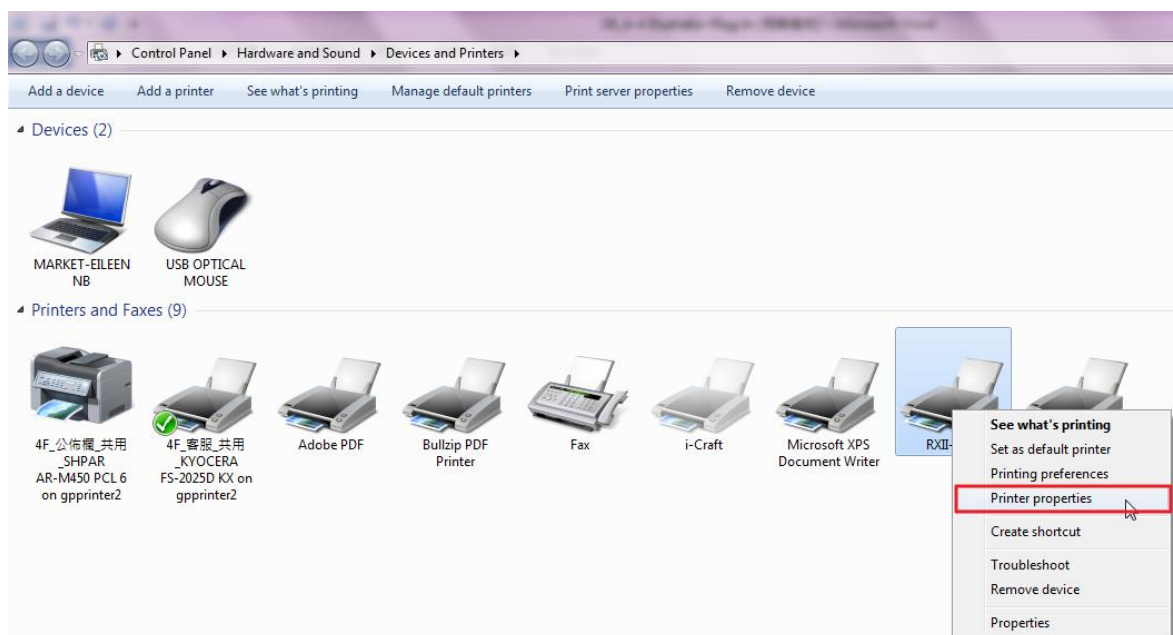 Control Panel ▸ Hardware and Sound ▸ Devices and Printers ▸
Add a device Add a printer See what's printing Manage default printers Print server properties Remove device
Devices (2)
MARKET-EILEEN
NB
USB OPTICAL
MOUSE
Printers and Faxes (9)
4F_公佈欄_共用
_SHPAR
AR-M450 PCL 6
on gpprinter2
4F_客服_共用
_KYOCERA
FS-2025D KX on
gpprinter2
Adobe PDF
Bullzip PDF
Printer
Fax
i-Craft
Microsoft XPS
Document Writer
RXII-
See what's printing
Set as default printer
Printing preferences
Printer properties
Create shortcut
Troubleshoot
Remove device
Properties